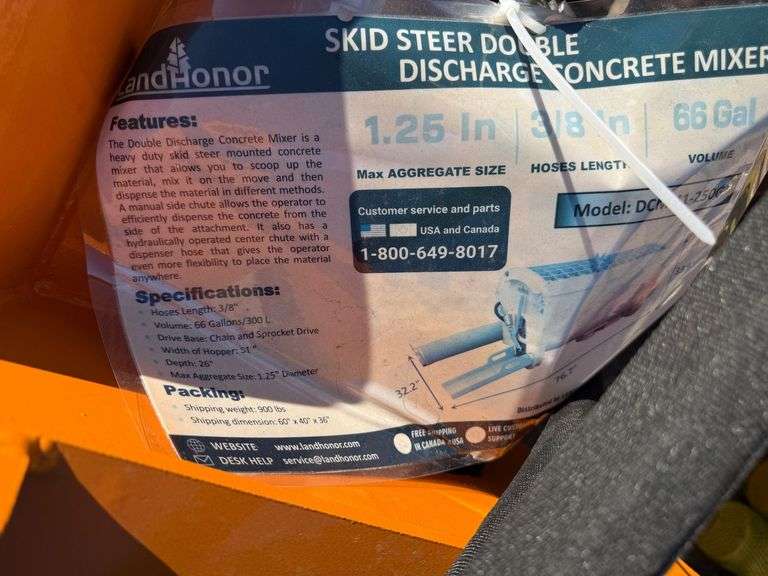 LandHonor
SKID STEER DOUBLE
DISCHARGE CONCRETE MIXER
Features:
The Double Discharge Concrete Mixer is a
heavy duty skid steer mounted concrete
mixer that allows you to scoop up the
material, mix it on the move and then
dispense the material in different methods.
A manual side chute allows the operator to
efficiently dispense the concrete from the
side of the attachment. It also has a
hydraulically operated center chute with a
dispenser hose that gives the operator
even more flexibility to place the material
anywhere.
1.25 In
Max AGGREGATE SIZE
3/8 In
HOSES LENGTH
66 Gal
VOLUME
Customer service and parts
USA and Canada
1-800-649-8017
Model:
Specifications:
• Hoses Length: 3/8"
• Volume: 66 Gallons/300 L
• Drive Base: Chain and Sprocket Drive
• Width of Hopper: 51"
• Depth: 26"
Max Aggregate Size: 1.25" Diameter
Packing:
• Shipping weight: 900 lbs
• Shipping dimension: 60" x 40" x 36"
32.2"
76.2"
Distributed by
WEBSITE www.landhonor.com
DESK HELP service@landhonor.com
FREE SHIPPING
IN CANADA & USA
LIVE
SUPPORT